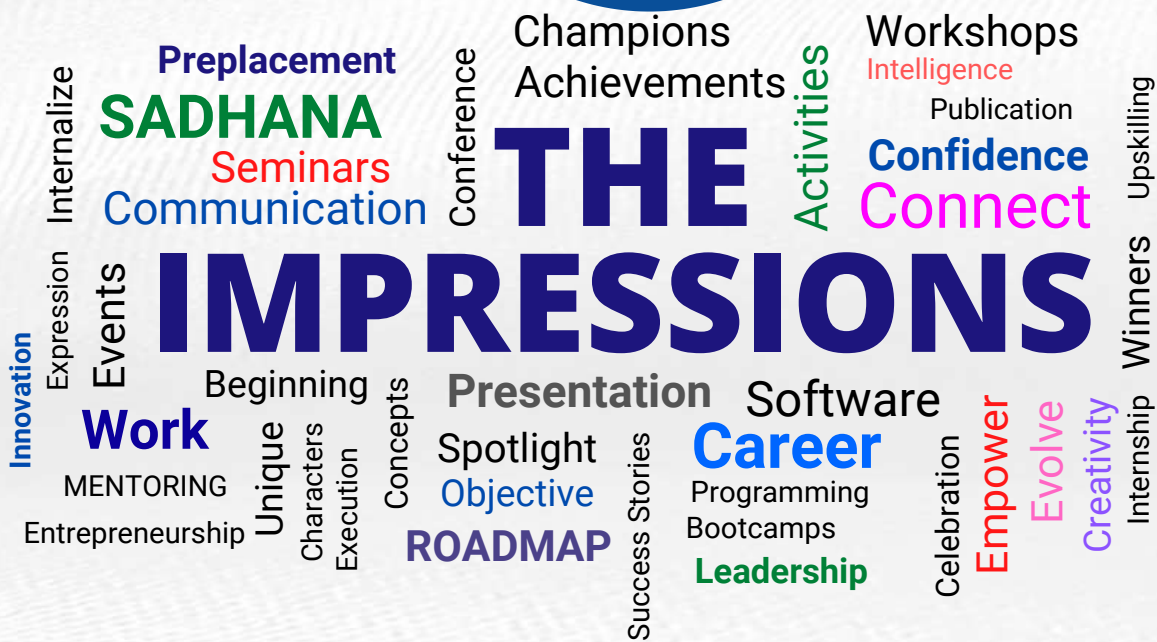 Champions
Achievements
Workshops
Intelligence
Publication
Confidence
Connect
Preplacement
SADHANA
Seminars
Communication
Internalize
Conference
Activities
Upskilling
THE
IMPRESSIONS
Innovation
Expression
Events
Winners
Beginning
Work
MENTORING
Entrepreneurship
Unique
Characters
Execution
Concepts
Presentation
Spotlight
Objective
ROADMAP
Success Stories
Software
Career
Programming
Bootcamps
Leadership
Celebration
Empower
Evolve
Creativity
Internship